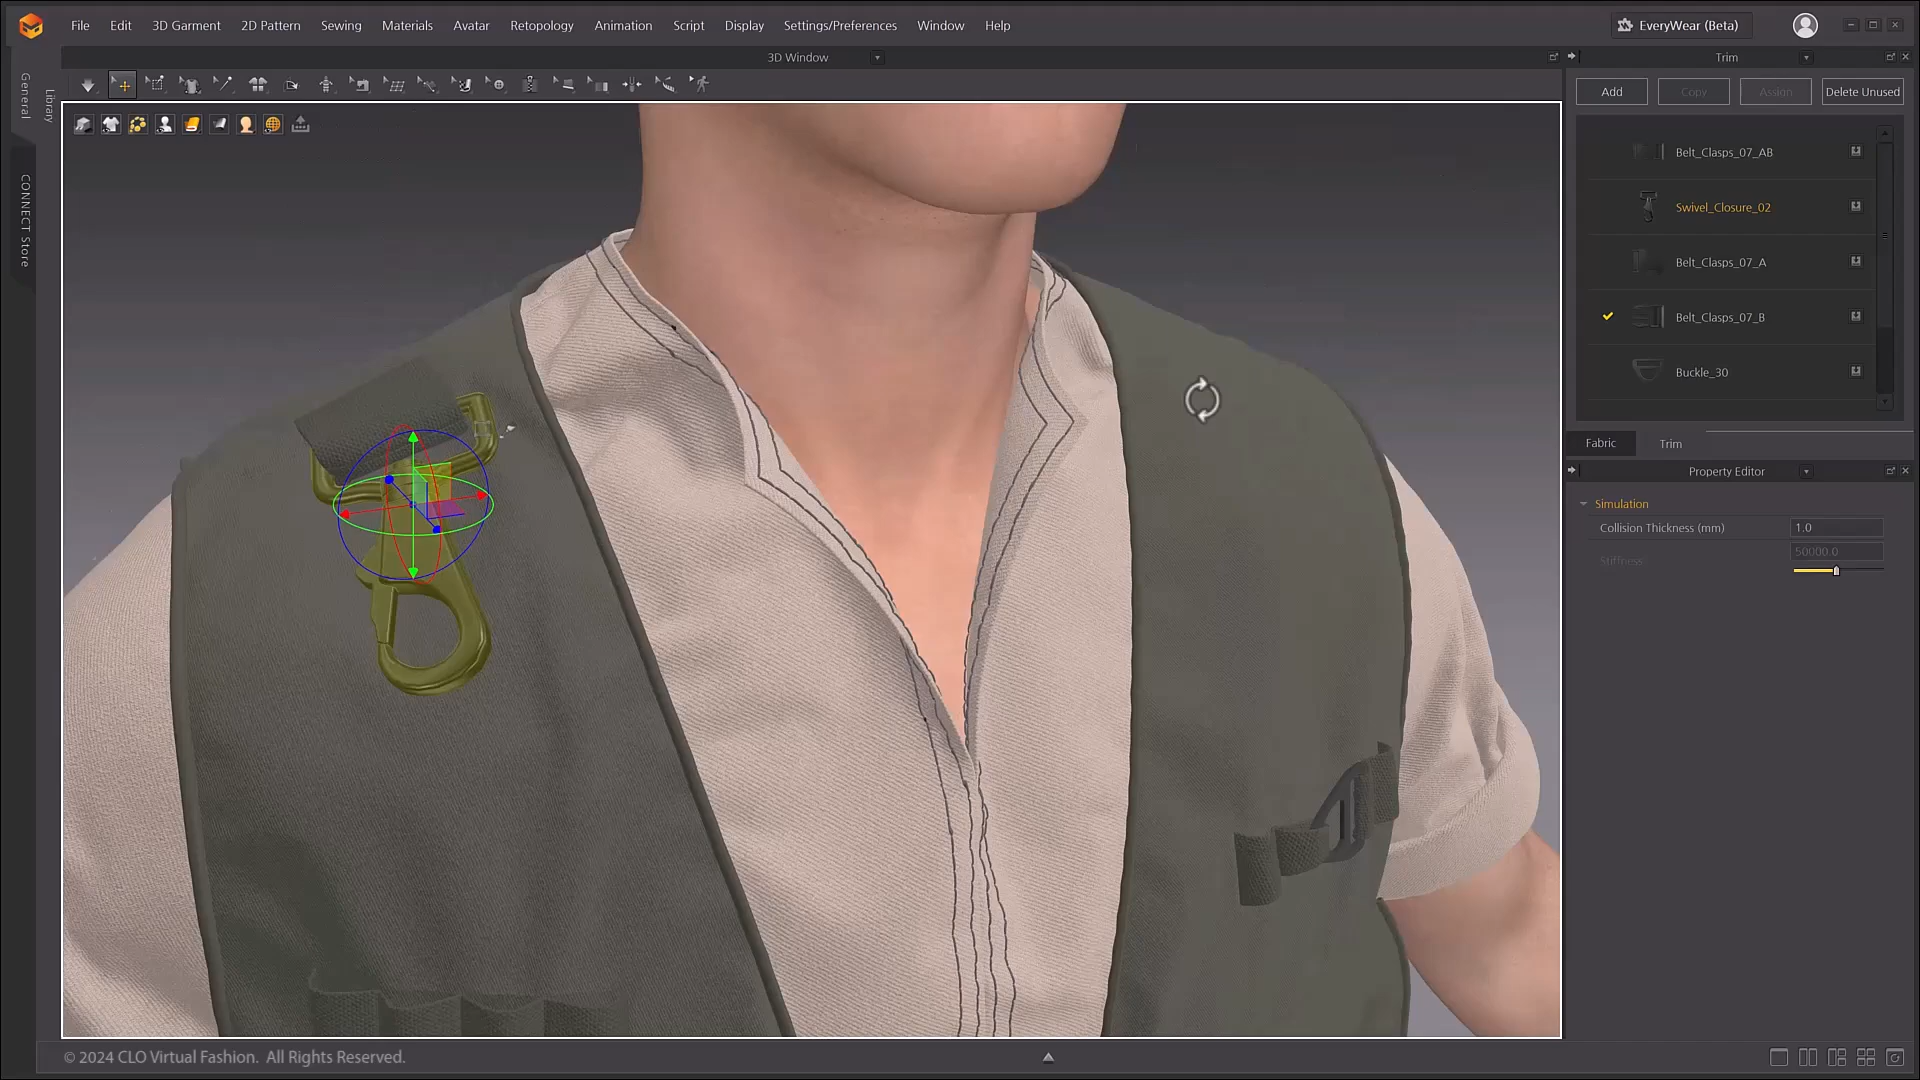 File Edit 3D Garment 2D Pattern Sewing Materials Avatar Retopology Animation Script Display Settings/Preferences Window Help
EveryWear (Beta)
3D Window
Trim
General
Library
CONNECT Store
Add Copy Assign Delete Unused
Belt_Clasps_07_AB
Swivel_Closure_02
Belt_Clasps_07_A
Belt_Clasps_07_B
Buckle_30
Fabric Trim
Property Editor
Simulation
Collision Thickness (mm) 1.0
Stiffness 50000.0
© 2024 CLO Virtual Fashion. All Rights Reserved.